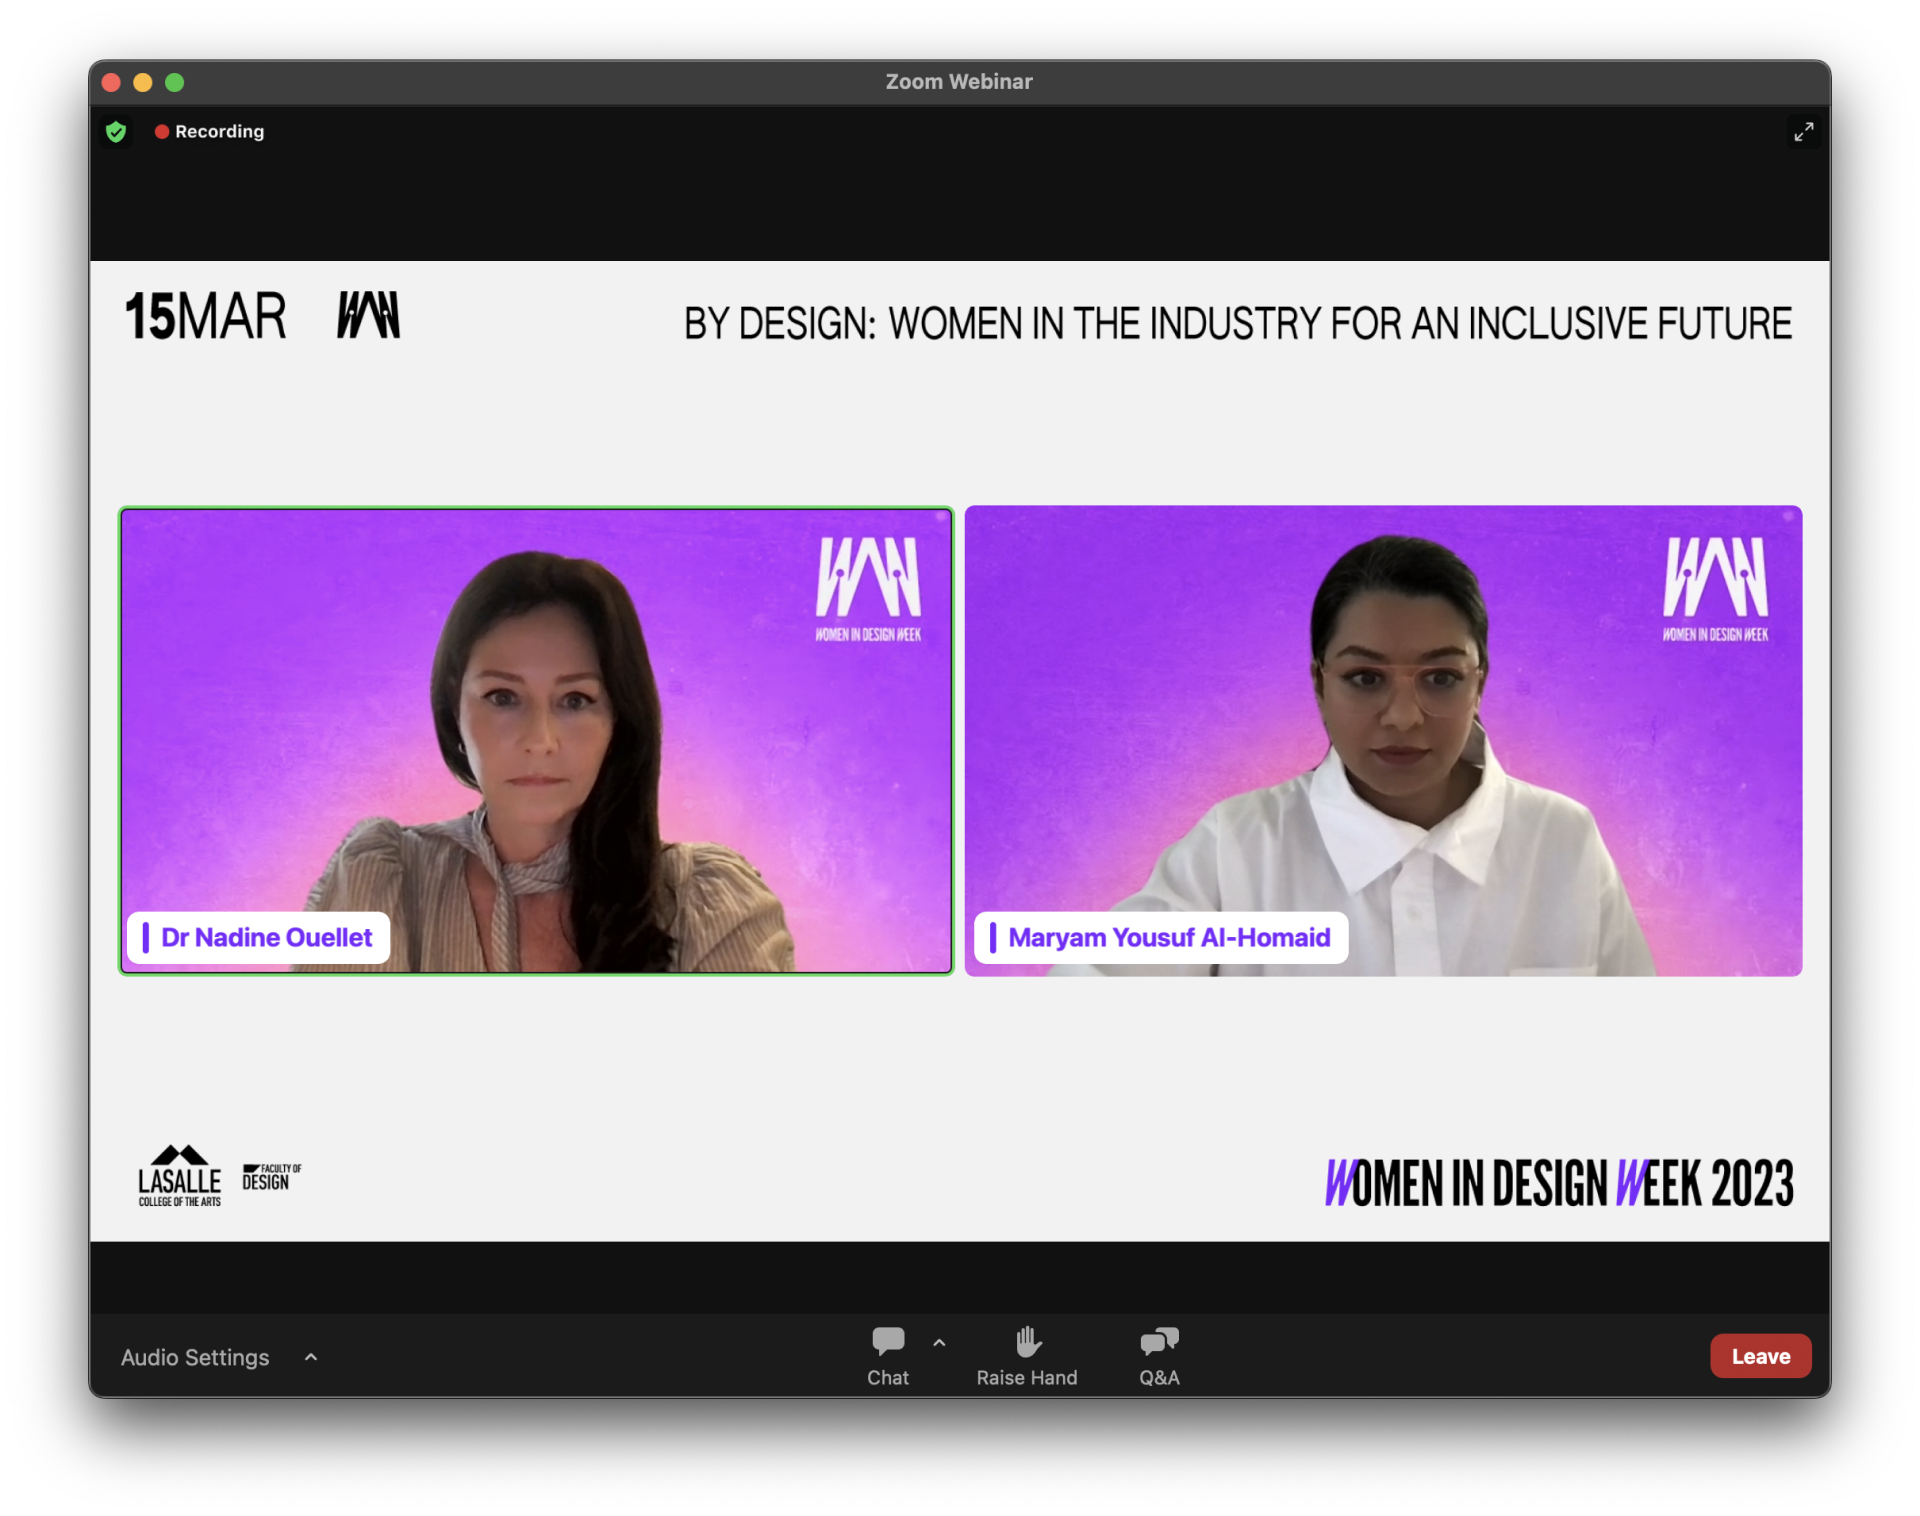 Zoom Webinar
Recording
15MAR
BY DESIGN: WOMEN IN THE INDUSTRY FOR AN INCLUSIVE FUTURE
WOMEN IN DESIGN WEEK
WOMEN IN DESIGN WEEK
Dr Nadine Ouellet
Maryam Yousuf Al-Homaid
LASALLE
COLLEGE OF THE ARTS
FACULTY OF
DESIGN
WOMEN IN DESIGN WEEK 2023
Audio Settings
Chat
Raise Hand
Q&A
Leave